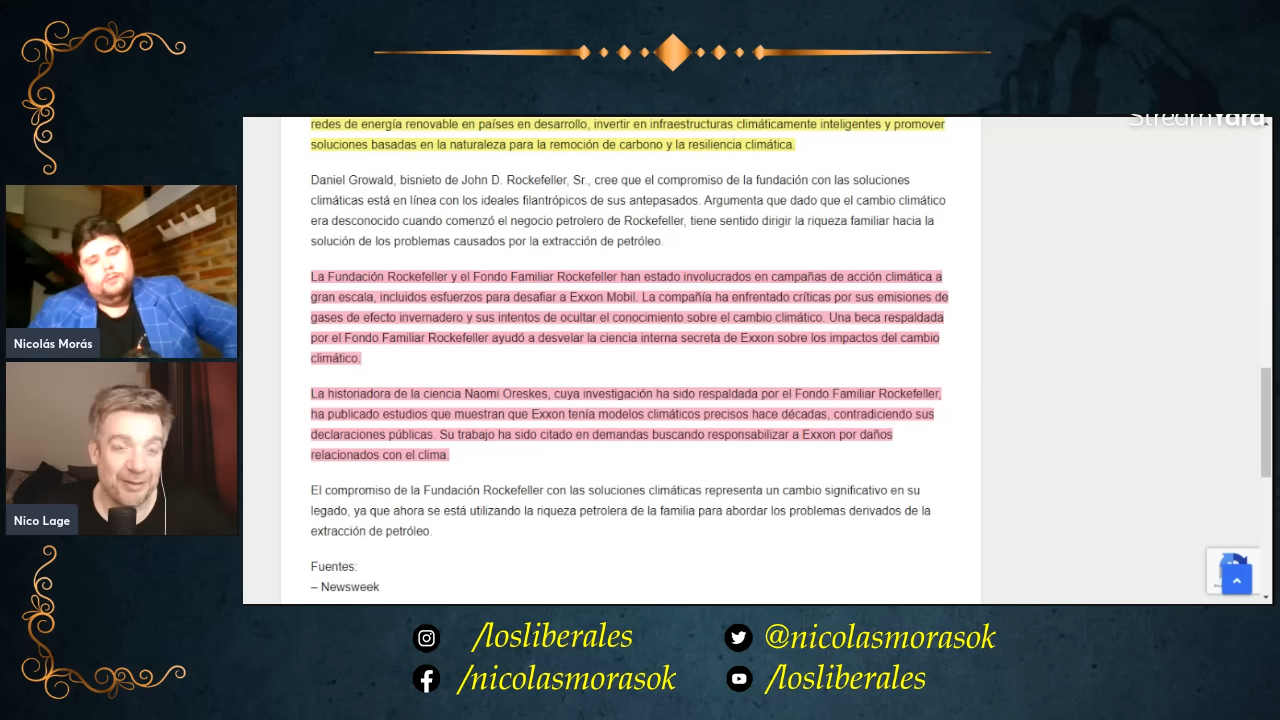 StreamYard
redes de energía renovable en países en desarrollo, invertir en infraestructuras climáticamente inteligentes y promover
soluciones basadas en la naturaleza para la remoción de carbono y la resiliencia climática.
Daniel Growald, bisnieto de John D. Rockefeller, Sr., cree que el compromiso de la fundación con las soluciones
climáticas está en línea con los ideales filantrópicos de sus antepasados. Argumenta que dado que el cambio climático
era desconocido cuando comenzó el negocio petrolero de Rockefeller, tiene sentido dirigir la riqueza familiar hacia la
solución de los problemas causados por la extracción de petróleo.
La Fundación Rockefeller y el Fondo Familiar Rockefeller han estado involucrados en campañas de acción climática a
gran escala, incluidos esfuerzos para desafiar a Exxon Mobil. La compañía ha enfrentado críticas por sus emisiones de
gases de efecto invernadero y sus intentos de ocultar el conocimiento sobre el cambio climático. Una beca respaldada
por el Fondo Familiar Rockefeller ayudó a desvelar la ciencia interna secreta de Exxon sobre los impactos del cambio
climático.
La historiadora de la ciencia Naomi Oreskes, cuya investigación ha sido respaldada por el Fondo Familiar Rockefeller,
ha publicado estudios que muestran que Exxon tenía modelos climáticos precisos hace décadas, contradiciendo sus
declaraciones públicas. Su trabajo ha sido citado en demandas buscando responsabilizar a Exxon por daños
relacionados con el clima.
El compromiso de la Fundación Rockefeller con las soluciones climáticas representa un cambio significativo en su
legado, ya que ahora se está utilizando la riqueza petrolera de la familia para abordar los problemas derivados de la
extracción de petróleo.
Fuentes:
– Newsweek
Nicolás Morás
Nico Lage
/losliberales
@nicolasmorasok
/nicolasmorasok
/losliberales